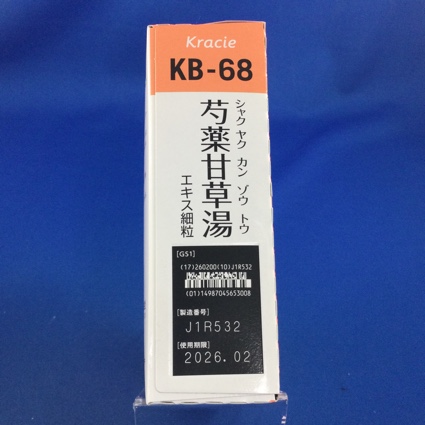 Kracie
KB-68
芍薬甘草湯
シャク ヤク カン ゾウ トウ
エキス細粒
[GS1]
(17)260200(10)J1R532
(01)14987045653008
[製造番号]
J1R532
[使用期限]
2026.02